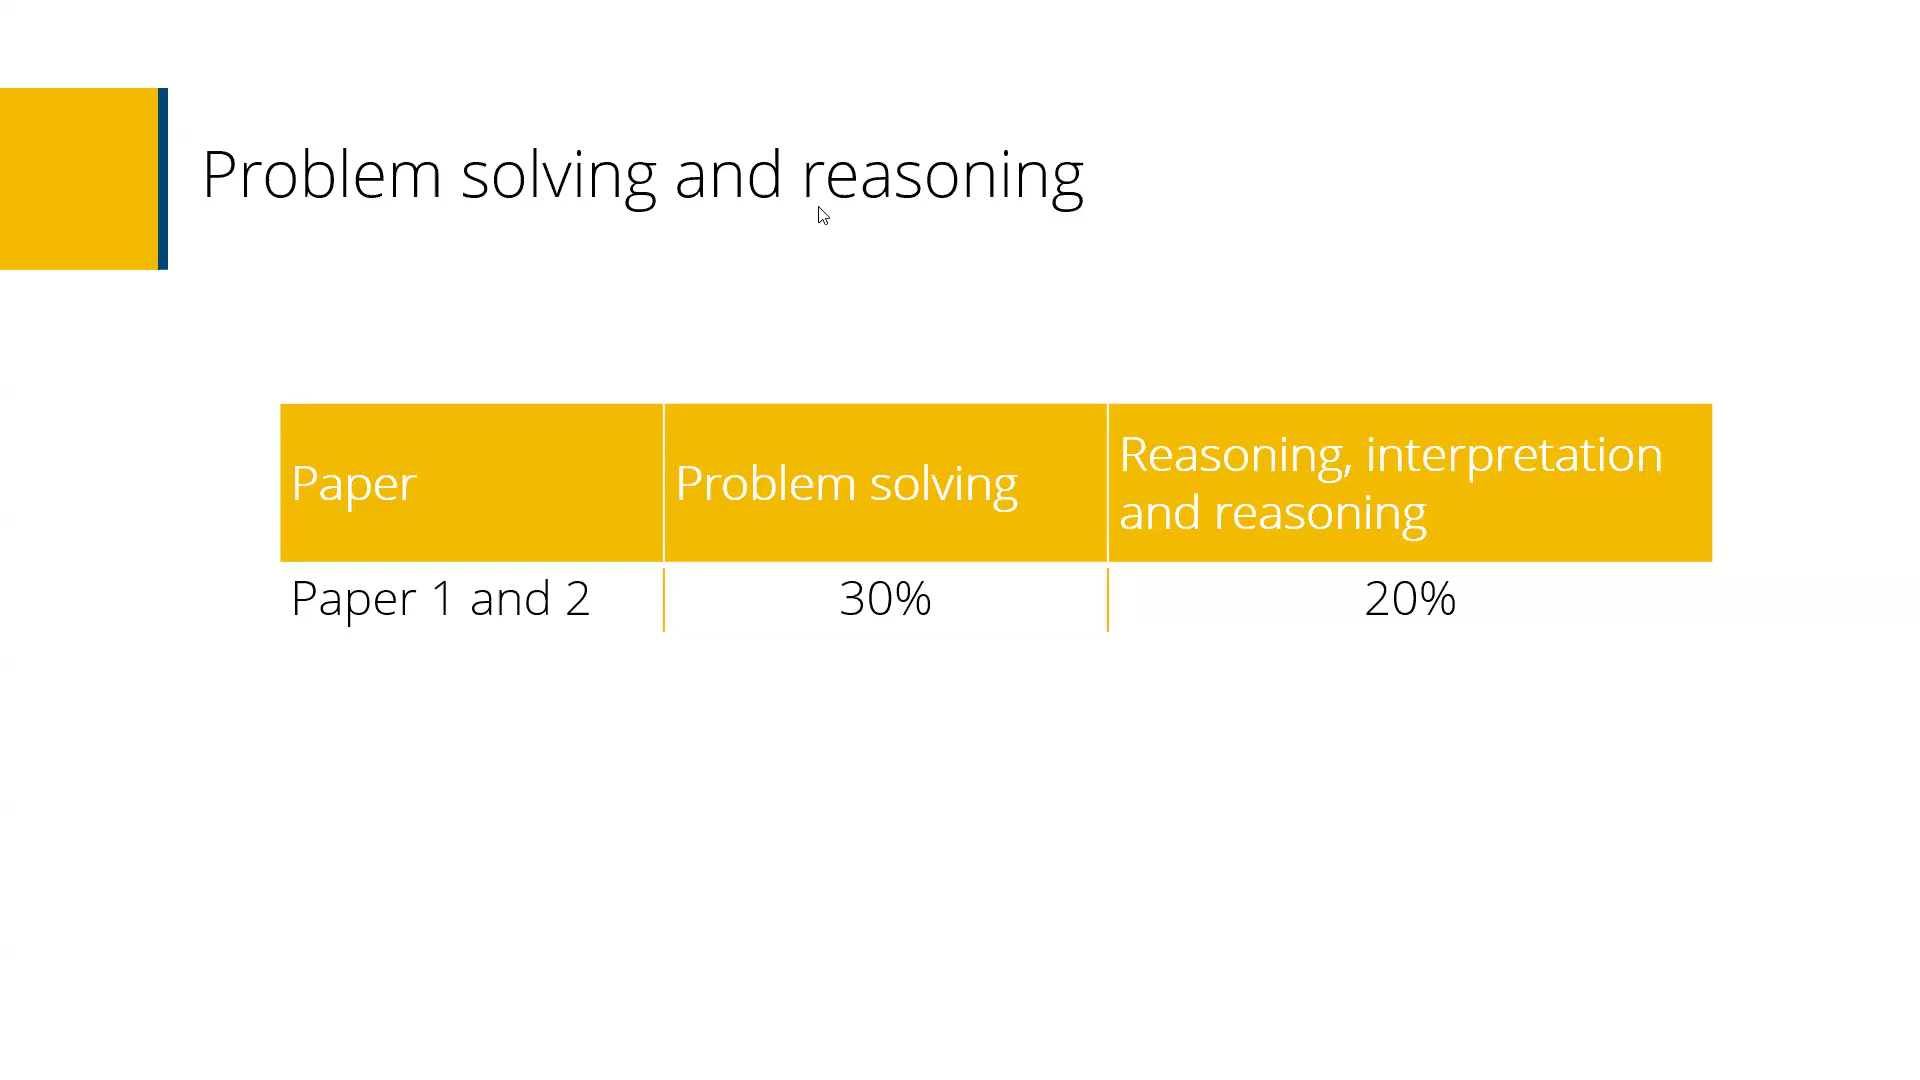 Problem solving and reasoning
Paper
Problem solving
Reasoning, interpretation
and reasoning
Paper 1 and 2
30%
20%